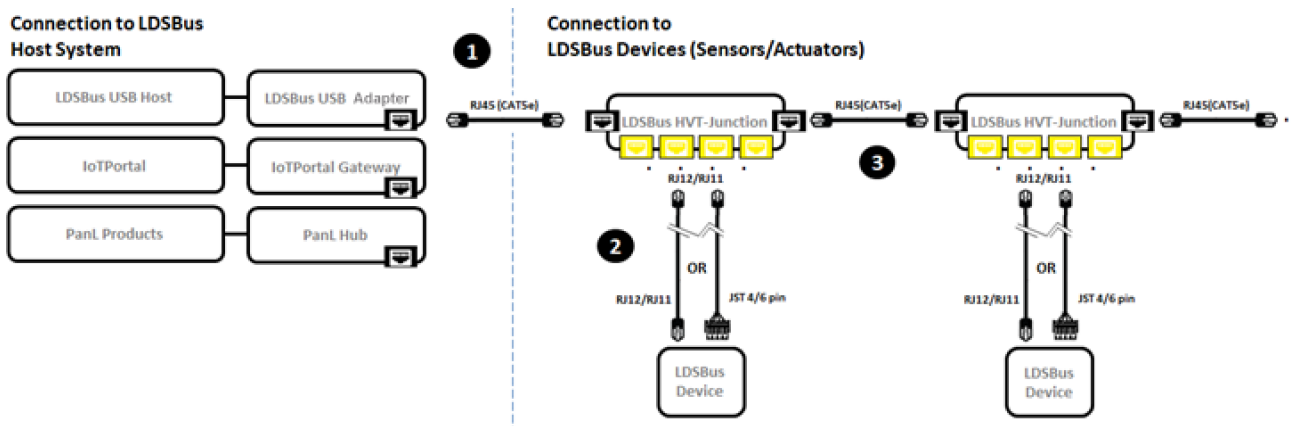 Connection to LDSBus
Host System
LDSBus USB Host
LDSBus USB Adapter
IoTPortal
IoTPortal Gateway
PanL Products
PanL Hub
1
RJ45 (CAT5e)
Connection to
LDSBus Devices (Sensors/Actuators)
LDSBus HVT-Junction
RJ45(CAT5e)
LDSBus HVT-Junction
RJ45(CAT5e)
3
RJ12/RJ11
RJ12/RJ11
2
OR
OR
RJ12/RJ11
JST 4/6 pin
RJ12/RJ11
JST 4/6 pin
LDSBus
Device
LDSBus
Device